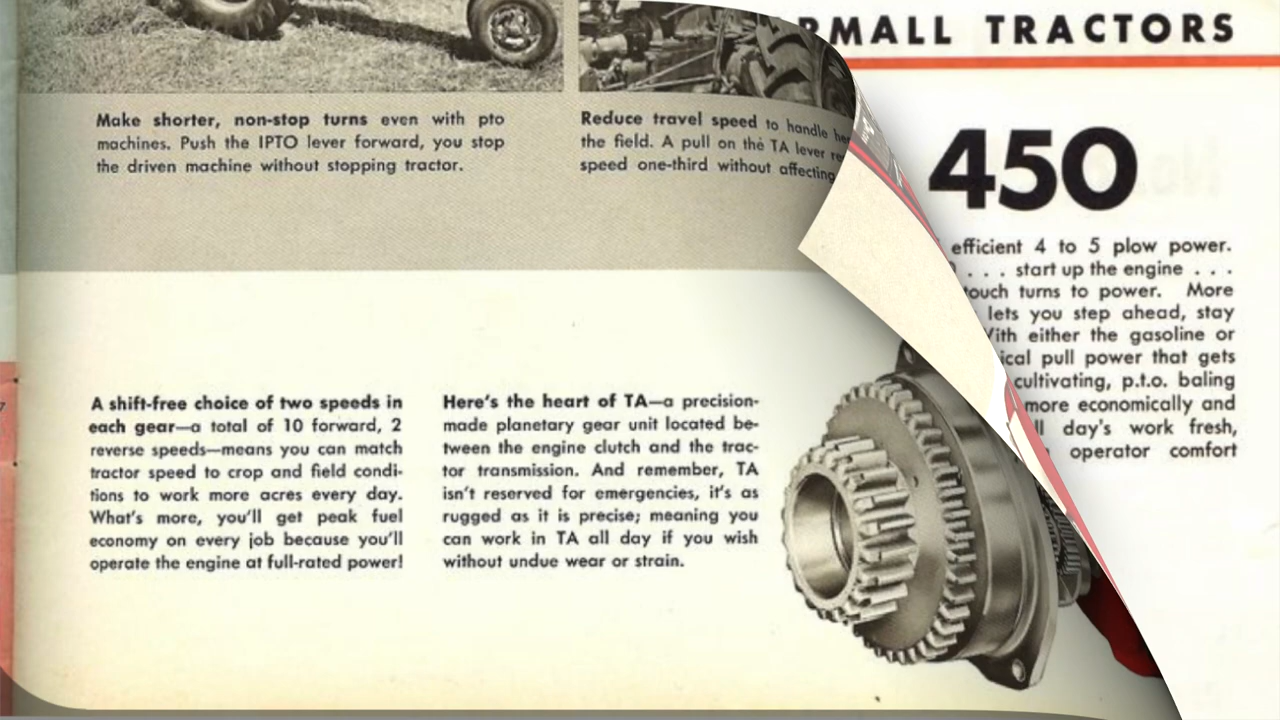 Make shorter, non-stop turns even with pto
machines. Push the IPTO lever forward, you stop
the driven machine without stopping tractor.
Reduce travel speed to handle
the field. A pull on the TA lever
speed one-third without affecting
A shift-free choice of two speeds in
each gear—a total of 10 forward, 2
reverse speeds—means you can match
tractor speed to crop and field condi-
tions to work more acres every day.
What's more, you'll get peak fuel
economy on every job because you'll
operate the engine at full-rated power!
Here's the heart of TA—a precision-
made planetary gear unit located be-
tween the engine clutch and the trac-
tor transmission. And remember, TA
isn't reserved for emergencies, it's as
rugged as it is precise; meaning you
can work in TA all day if you wish
without undue wear or strain.
RMALL TRACTORS
450
efficient 4 to 5 plow power.
. . . start up the engine . . .
touch turns to power. More
lets you step ahead, stay
With either the gasoline or
ical pull power that gets
cultivating, p.t.o. baling
more economically and
ll day's work fresh,
operator comfort